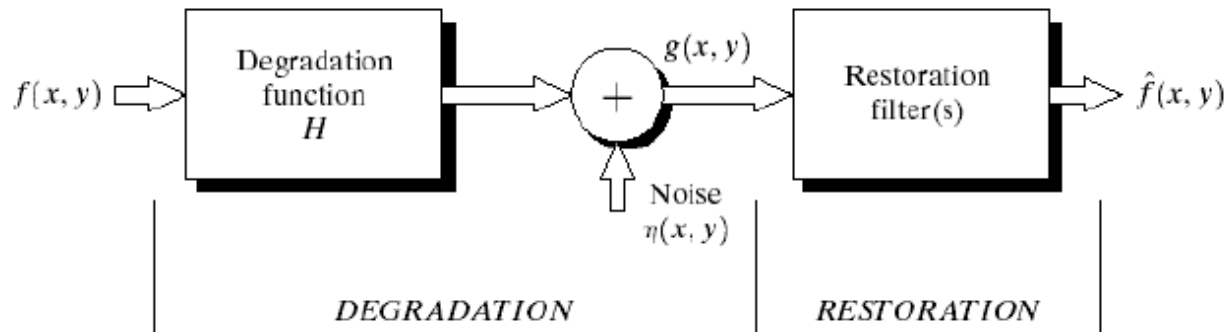 f(x, y)
Degradation
function
H
+
g(x, y)
Noise
η(x, y)
Restoration
filter(s)
f̂(x, y)
DEGRADATION
RESTORATION